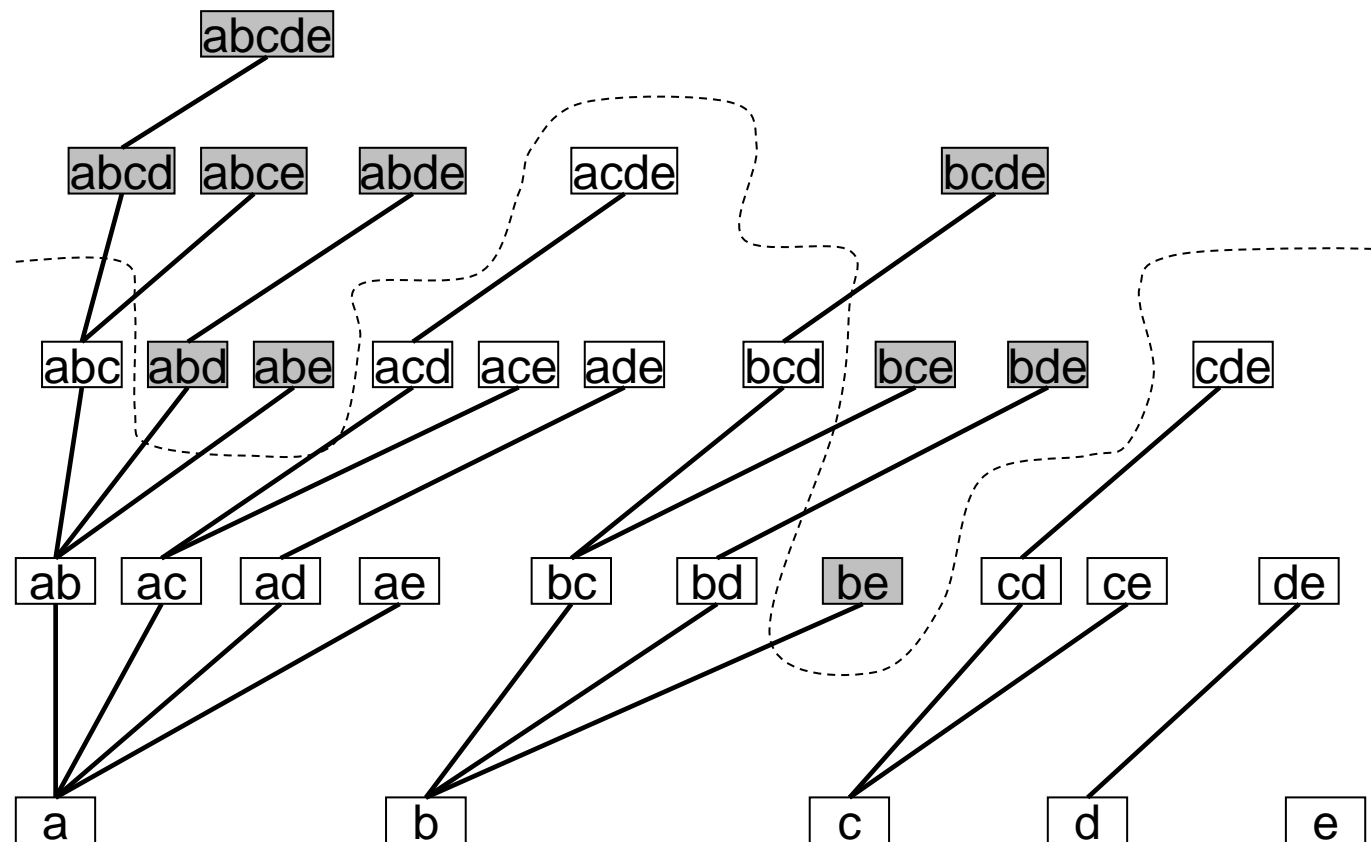 abcde
abcd abce abde acde bcde
abc abd abe acd ace ade bcd bce bde cde
ab ac ad ae bc bd be cd ce de
a b c d e